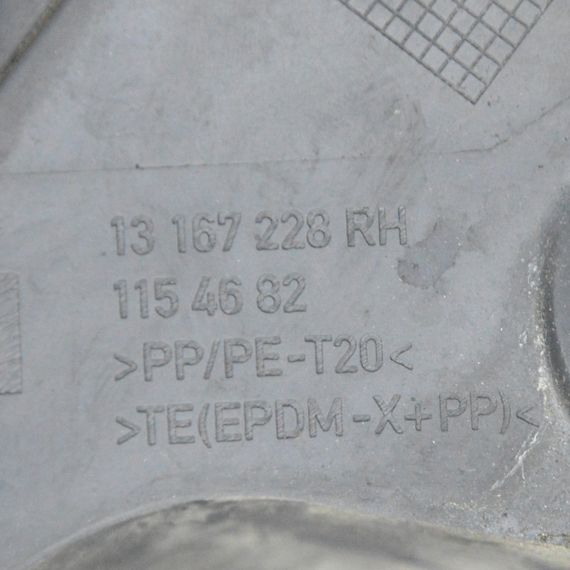 13 167 228 RH
115 46 82
>PP/PE-T20<
>TE(EPDM-X+PP)<